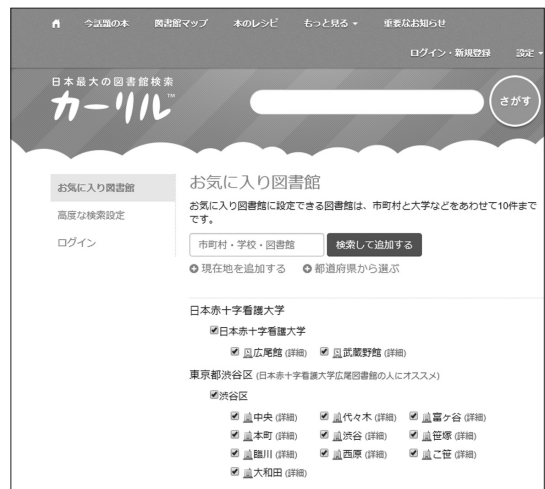 今話題の本 図書館マップ 本のレシピ もっと見る 重要なお知らせ
ログイン・新規登録 設定
日本最大の図書館検索
カーリル™
さがす
お気に入り図書館
高度な検索設定
ログイン
お気に入り図書館
お気に入り図書館に設定できる図書館は、市町村と大学などをあわせて10件まで
です。
市町村・学校・図書館 検索して追加する
現在地を追加する 都道府県から選ぶ
日本赤十字看護大学
日本赤十字看護大学
広尾館 (詳細) 武蔵野館 (詳細)
東京都渋谷区 (日本赤十字看護大学広尾図書館の人にオススメ)
渋谷区
中央 (詳細) 代々木 (詳細) 富ヶ谷 (詳細)
本町 (詳細) 渋谷 (詳細) 笹塚 (詳細)
臨川 (詳細) 西原 (詳細) こ笹 (詳細)
大和田 (詳細)